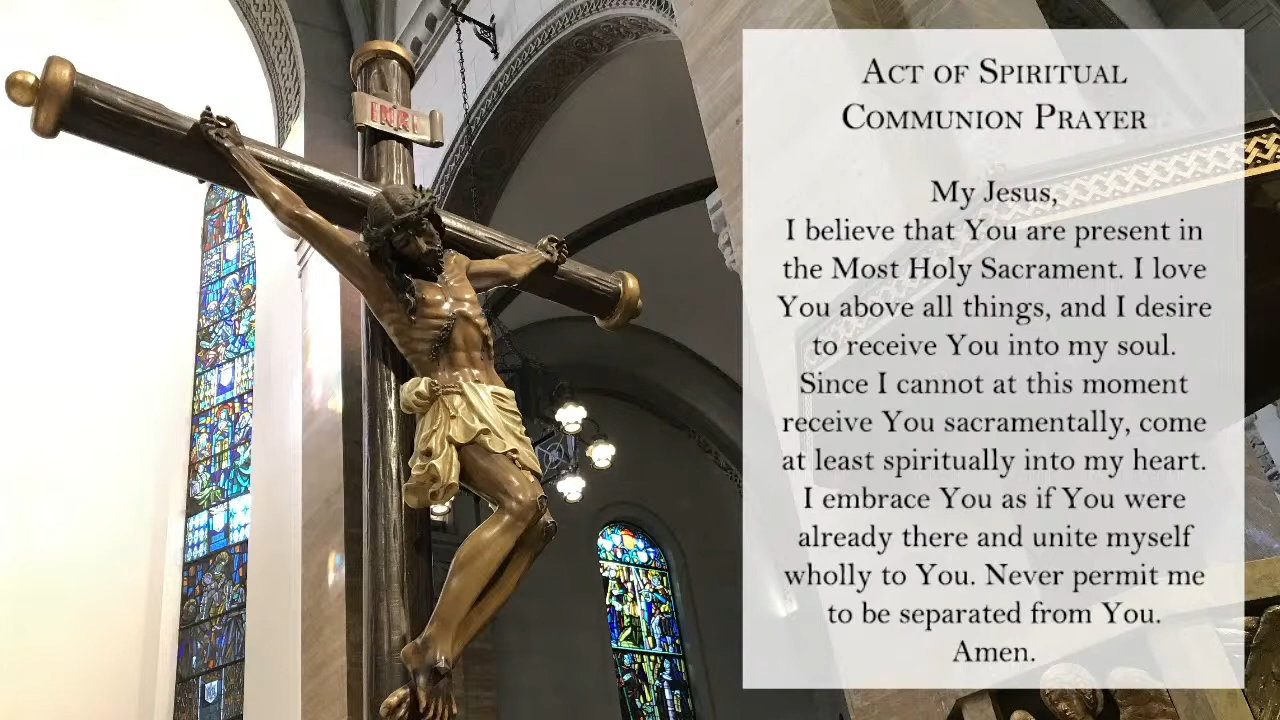 INRI
Act of Spiritual
Communion Prayer
My Jesus,
I believe that You are present in
the Most Holy Sacrament. I love
You above all things, and I desire
to receive You into my soul.
Since I cannot at this moment
receive You sacramentally, come
at least spiritually into my heart.
I embrace You as if You were
already there and unite myself
wholly to You. Never permit me
to be separated from You.
Amen.